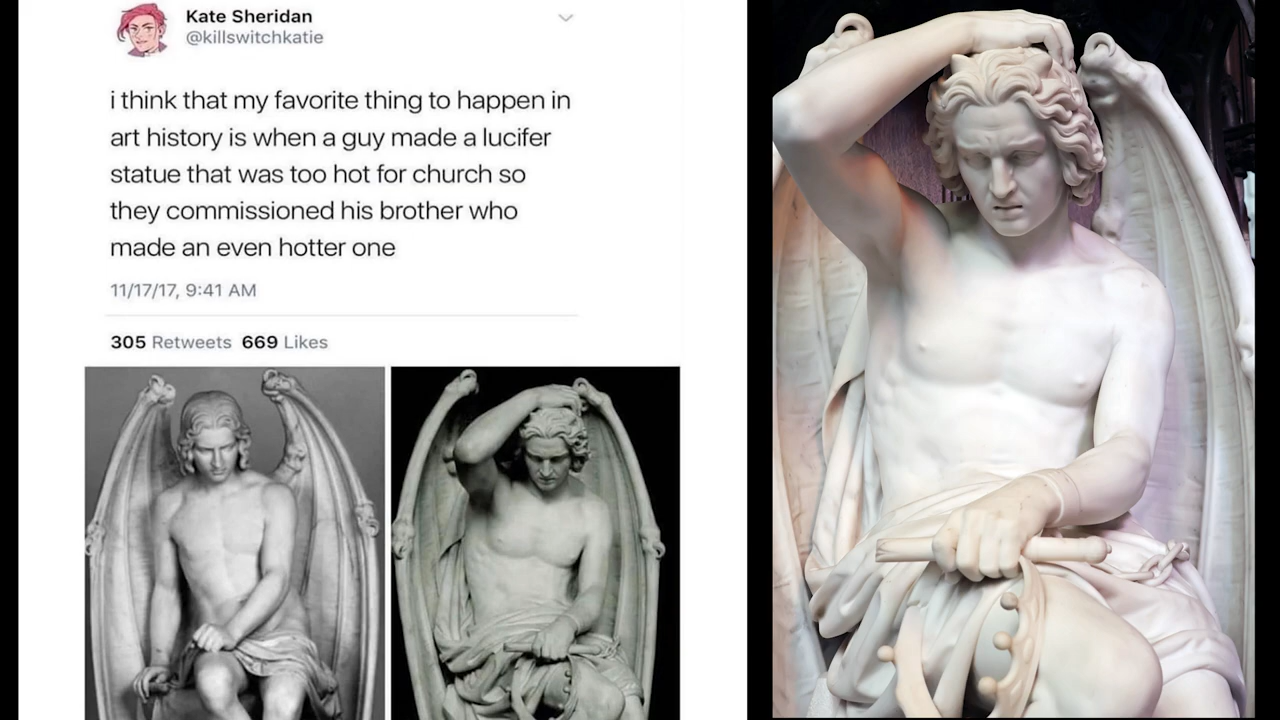 Kate Sheridan
@killswitchkatie
i think that my favorite thing to happen in
art history is when a guy made a lucifer
statue that was too hot for church so
they commissioned his brother who
made an even hotter one
11/17/17, 9:41 AM
305 Retweets 669 Likes